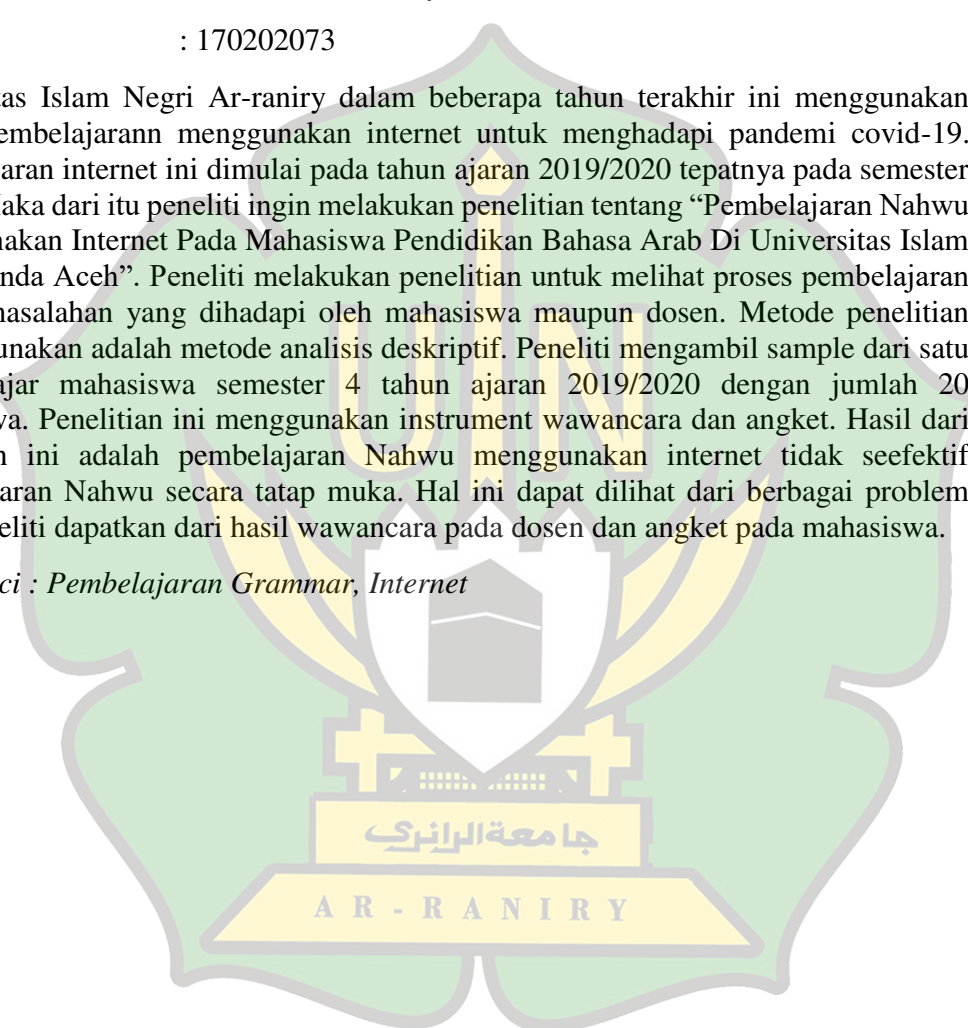 : 170202073
tas Islam Negri Ar-raniry dalam beberapa tahun terakhir ini menggunakan
embelajarann menggunakan internet untuk menghadapi pandemi covid-19.
aran internet ini dimulai pada tahun ajaran 2019/2020 tepatnya pada semester
aka dari itu peneliti ingin melakukan penelitian tentang “Pembelajaran Nahwu
nakan Internet Pada Mahasiswa Pendidikan Bahasa Arab Di Universitas Islam
nda Aceh”. Peneliti melakukan penelitian untuk melihat proses pembelajaran
nasalahan yang dihadapi oleh mahasiswa maupun dosen. Metode penelitian
unakan adalah metode analisis deskriptif. Peneliti mengambil sample dari satu
ajar mahasiswa semester 4 tahun ajaran 2019/2020 dengan jumlah 20
va. Penelitian ini menggunakan instrument wawancara dan angket. Hasil dari
n ini adalah pembelajaran Nahwu menggunakan internet tidak seefektif
aran Nahwu secara tatap muka. Hal ini dapat dilihat dari berbagai problem
eliti dapatkan dari hasil wawancara pada dosen dan angket pada mahasiswa.
ci : Pembelajaran Grammar, Internet
UIN
جامعة الرانري
AR-RANIRY